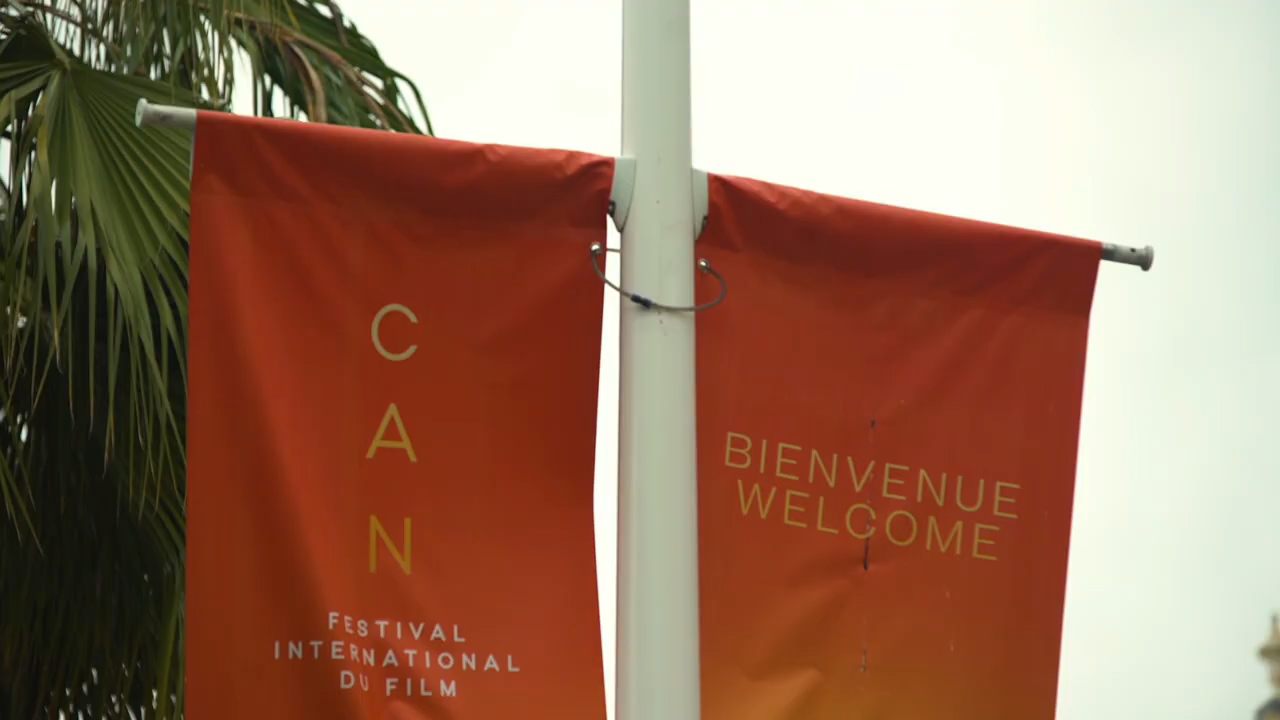 C
A
N
FESTIVAL
INTERNATIONAL
DU FILM
BIENVENUE
WELCOME